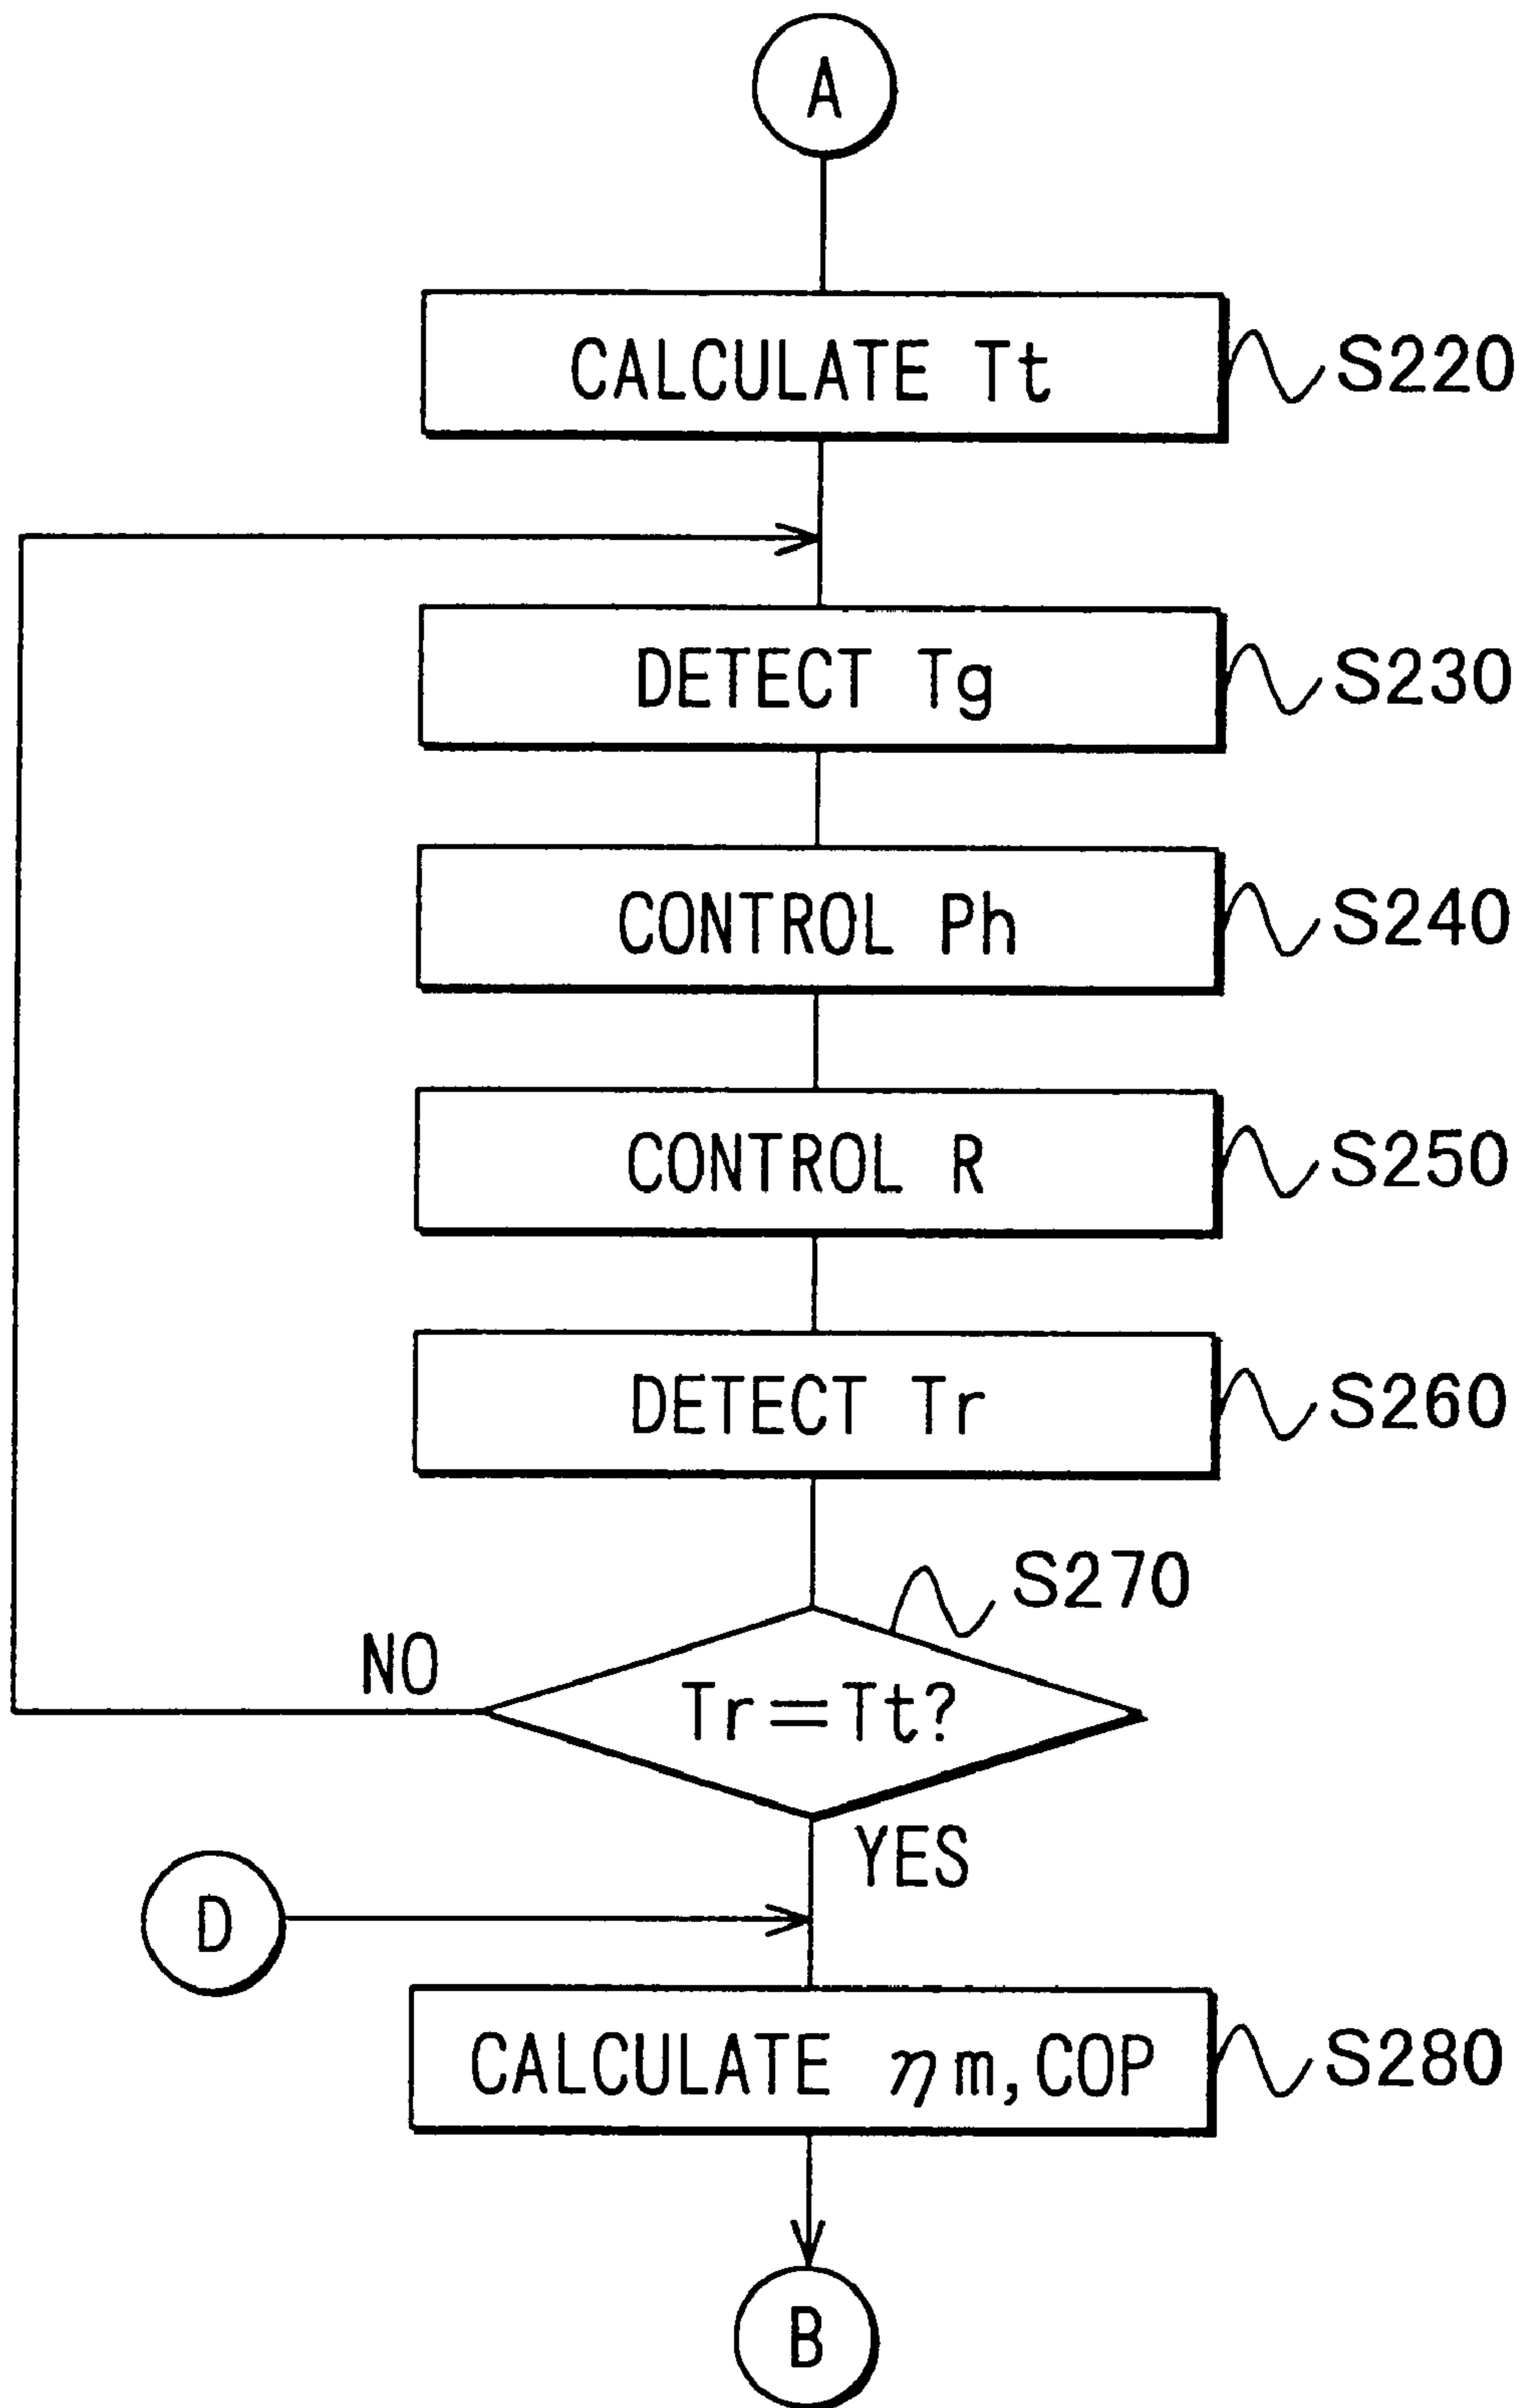 A
CALCULATE Tt
S220
DETECT Tg
S230
CONTROL Ph
S240
CONTROL R
S250
DETECT Tr
S260
S270
NO
Tr=Tt?
YES
D
CALCULATE ηm,COP
S280
B